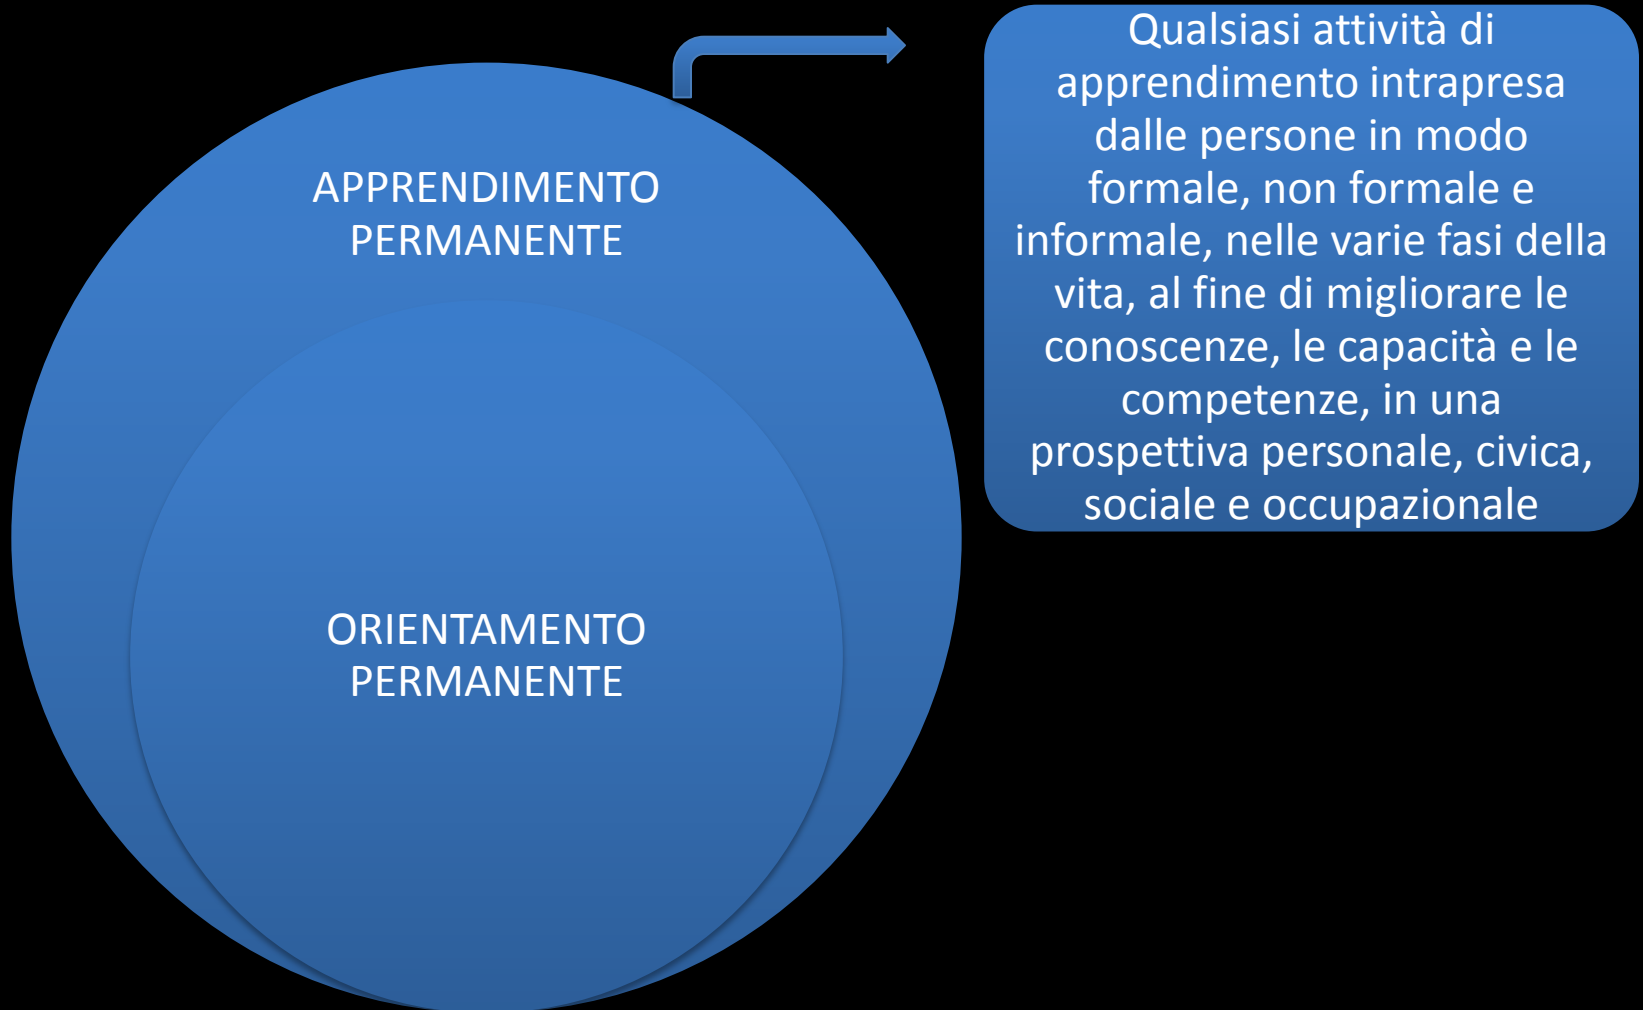 APPRENDIMENTO
PERMANENTE
ORIENTAMENTO
PERMANENTE
Qualsiasi attività di
apprendimento intrapresa
dalle persone in modo
formale, non formale e
informale, nelle varie fasi della
vita, al fine di migliorare le
conoscenze, le capacità e le
competenze, in una
prospettiva personale, civica,
sociale e occupazionale